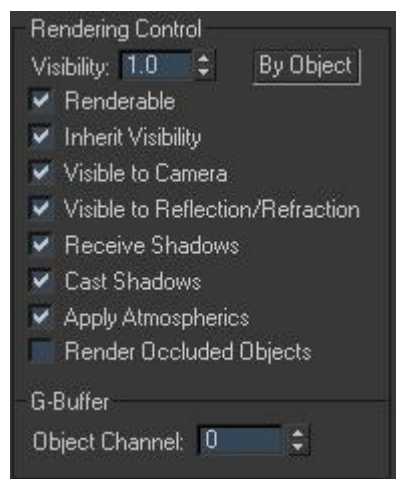 Rendering Control
Visibility: 1.0 By Object
Renderable
Inherit Visibility
Visible to Camera
Visible to Reflection/Refraction
Receive Shadows
Cast Shadows
Apply Atmospherics
Render Occluded Objects
G-Buffer
Object Channel: 0